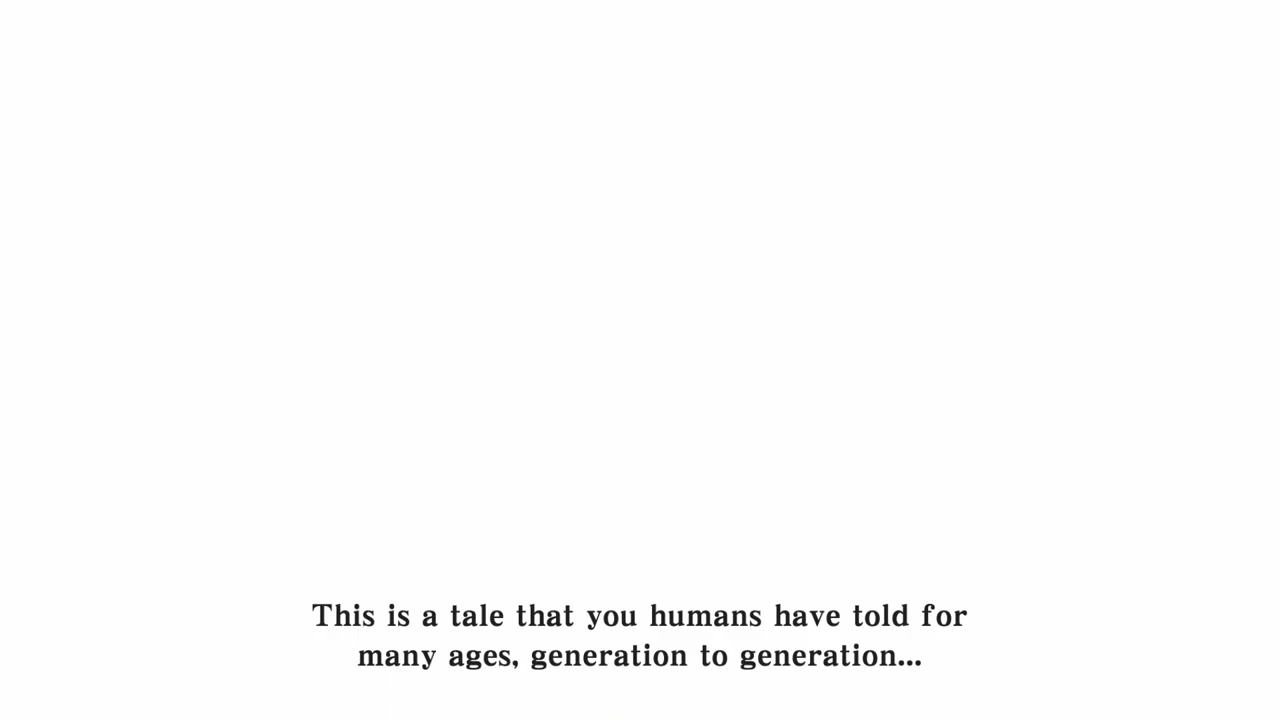 This is a tale that you humans have told for
many ages, generation to generation...